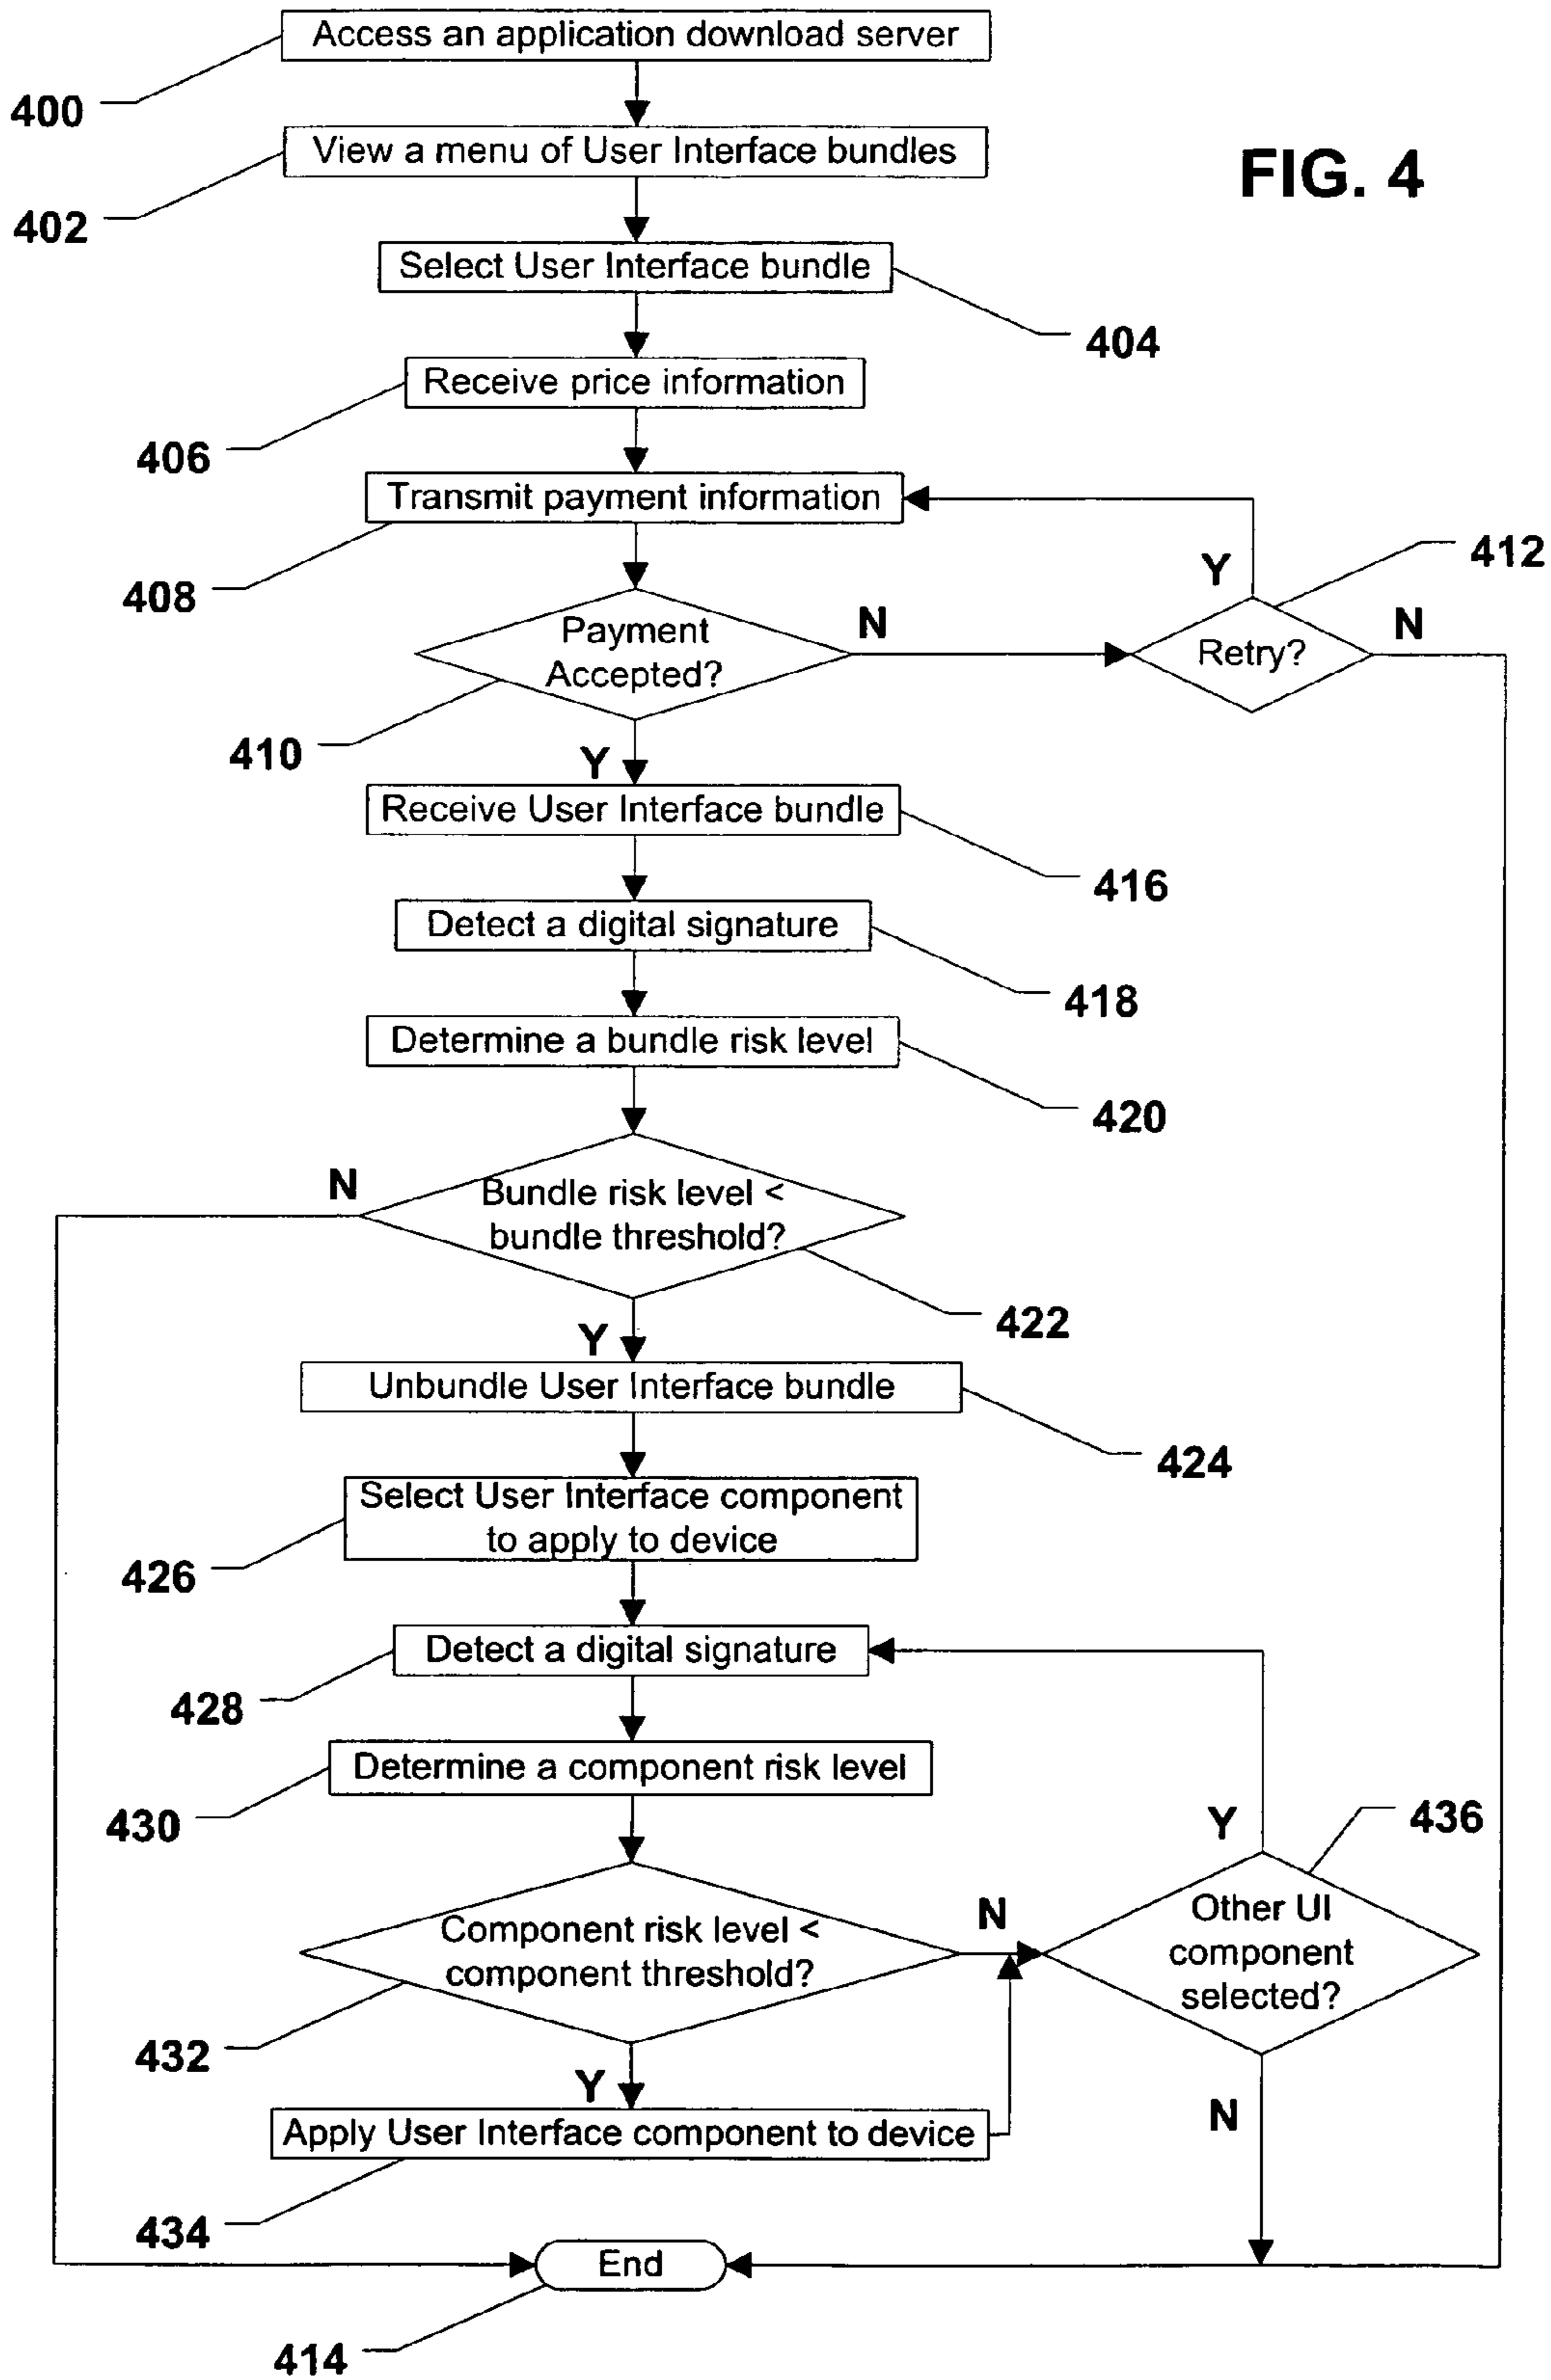 Access an application download server
400
View a menu of User Interface bundles
FIG. 4
402
Select User Interface bundle
404
Receive price information
406
Transmit payment information
408
412
Y
N
N
Payment
Accepted?
Retry?
410
Y
Receive User Interface bundle
416
Detect a digital signature
418
Determine a bundle risk level
420
N
Bundle risk level <
bundle threshold?
422
Y
Unbundle User Interface bundle
424
Select User Interface component
to apply to device
426
Detect a digital signature
428
Determine a component risk level
430
Y
436
N
Component risk level <
component threshold?
Other UI
component
selected?
432
Y
N
Apply User Interface component to device
434
End
414